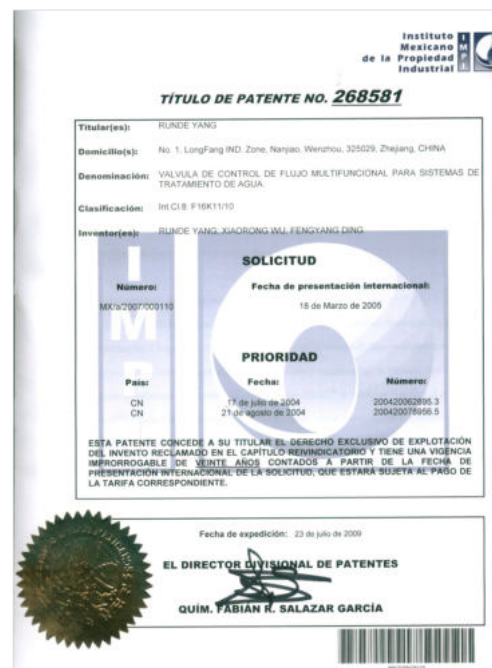 Instituto
Mexicano
de la Propiedad
Industrial
I
M
P
I
TÍTULO DE PATENTE NO. 268581
Titular(es): RUNDE YANG
Domicilio(s): No. 1. LongFang IND. Zone, Nanjiao, Wenzhou, 325029, Zhejiang, CHINA
Denominación: VALVULA DE CONTROL DE FLUJO MULTIFUNCIONAL PARA SISTEMAS DE
TRATAMIENTO DE AGUA.
Clasificación: Int.Cl.8: F16K11/10
Inventor(es): RUNDE YANG, XIAORONG WU, FENGYANG DING
SOLICITUD
Número: Fecha de presentación internacional:
MX/a/2007/000110 18 de Marzo de 2005
PRIORIDAD
País: Fecha: Número:
CN 17 de julio de 2004 200420062895.3
CN 21 de agosto de 2004 200420078956.5
ESTA PATENTE CONCEDE A SU TITULAR EL DERECHO EXCLUSIVO DE EXPLOTACIÓN
DEL INVENTO RECLAMADO EN EL CAPÍTULO REIVINDICATORIO Y TIENE UNA VIGENCIA
IMPRORROGABLE DE VEINTE AÑOS CONTADOS A PARTIR DE LA FECHA DE
PRESENTACIÓN INTERNACIONAL DE LA SOLICITUD, QUE ESTARÁ SUJETA AL PAGO DE
LA TARIFA CORRESPONDIENTE.
Fecha de expedición: 23 de julio de 2009
EL DIRECTOR DIVISIONAL DE PATENTES
QUÍM. FABIÁN R. SALAZAR GARCÍA